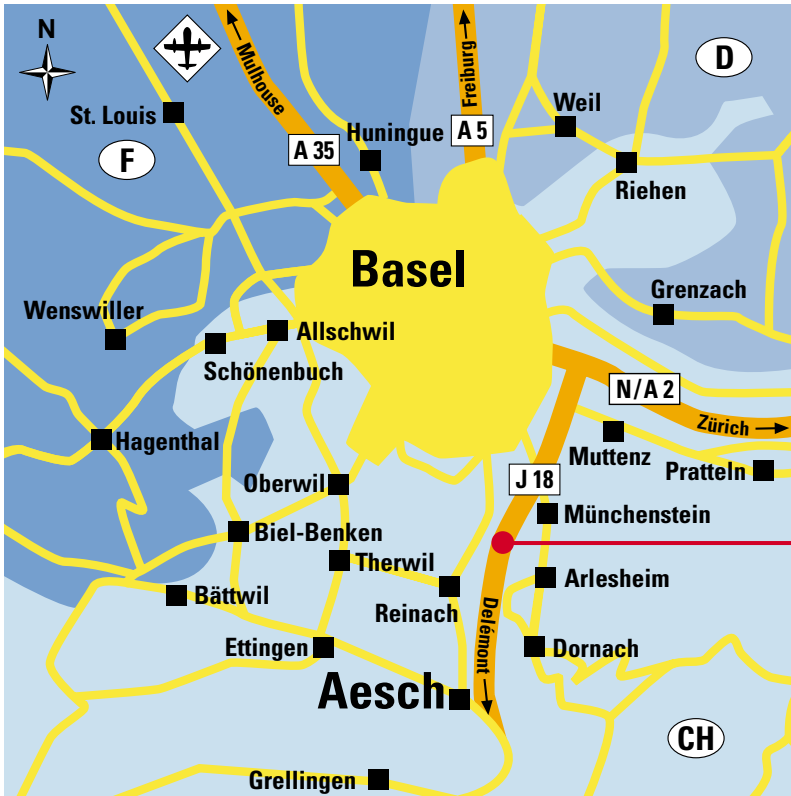 N
Mulhouse
Freiburg
D
St. Louis
Huningue
A 5
Weil
F
A 35
Riehen
Basel
Grenzach
Wenswiller
Allschwil
Schönenbuch
N/A 2
Zürich
Hagenthal
Muttenz
Pratteln
Oberwil
J 18
Münchenstein
Biel-Benken
Therwil
Arlesheim
Bättwil
Reinach
Delémont
Ettingen
Dornach
Aesch
CH
Grellingen